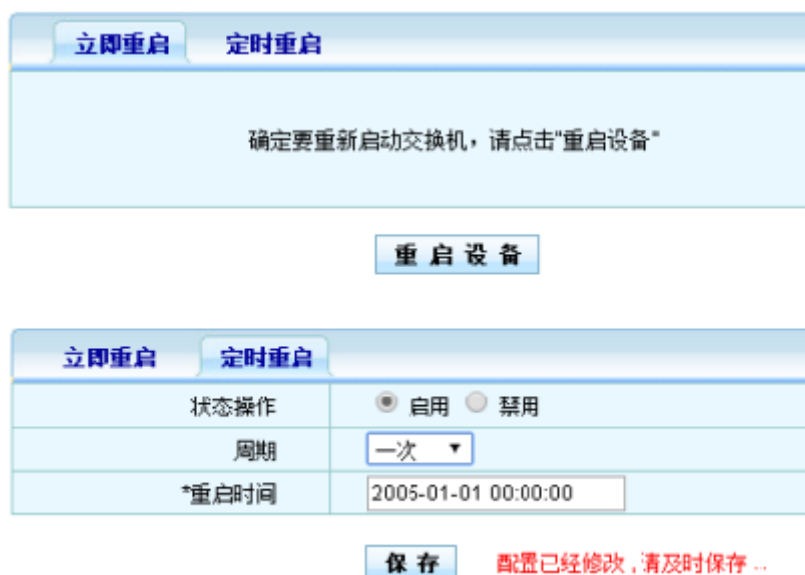 立即重启 定时重启
确定要重新启动交换机，请点击"重启设备"
重启设备
立即重启 定时重启
状态操作 启用 禁用
周期 一次
*重启时间 2005-01-01 00:00:00
保存 配置已经修改，请及时保存...